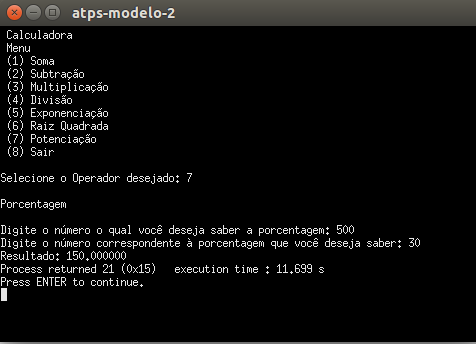 atps-modelo-2
Calculadora
Menu
(1) Soma
(2) Subtração
(3) Multiplicação
(4) Divisão
(5) Exponenciação
(6) Raiz Quadrada
(7) Potenciação
(8) Sair
Selecione o Operador desejado: 7
Porcentagem
Digite o número o qual você deseja saber a porcentagem: 500
Digite o número correspondente à porcentagem que você deseja saber: 30
Resultado: 150.000000
Process returned 21 (0x15)   execution time : 11.699 s
Press ENTER to continue.